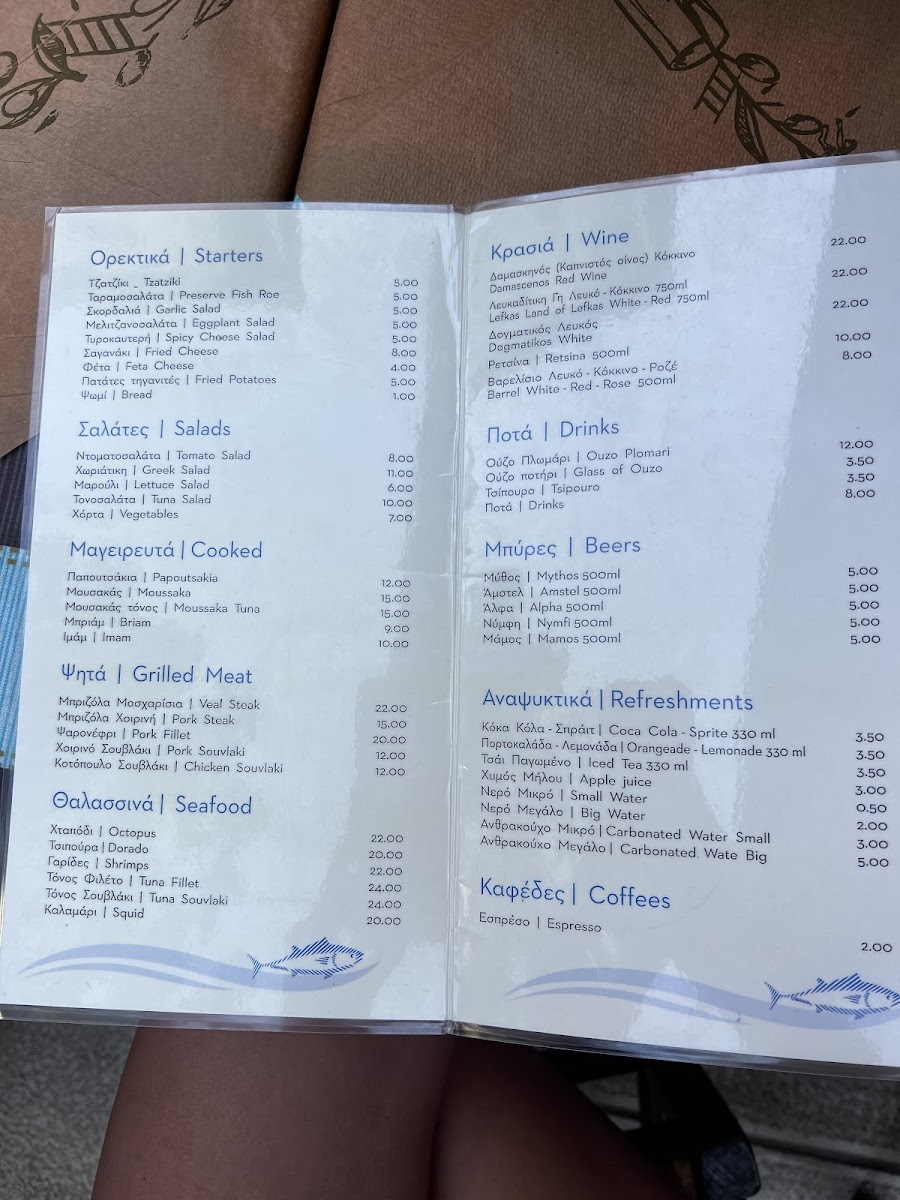 Ορεκτικά | Starters
Τζατζίκι - Tzatziki 5.00
Ταραμοσαλάτα | Preserve Fish Roe 5.00
Σκορδαλιά | Garlic Salad 5.00
Μελιτζανοσαλάτα | Eggplant Salad 5.00
Τυροκαυτερή | Spicy Cheese Salad 5.00
Σαγανάκι | Fried Cheese 8.00
Φέτα | Feta Cheese 4.00
Πατάτες τηγανιτές | Fried Potatoes 5.00
Ψωμί | Bread 1.00
Σαλάτες | Salads
Ντοματοσαλάτα | Tomato Salad 8.00
Χωριάτικη | Greek Salad 11.00
Μαρούλι | Lettuce Salad 6.00
Τονοσαλάτα | Tuna Salad 10.00
Χόρτα | Vegetables 7.00
Μαγειρευτά | Cooked
Παπουτσάκια | Papoutsakia 12.00
Μουσακάς | Moussaka 15.00
Μουσακάς τόνος | Moussaka Tuna 15.00
Μπριάμ | Briam 9.00
Ιμάμ | Imam 10.00
Ψητά | Grilled Meat
Μπριζόλα Μοσχαρίσια | Veal Steak 22.00
Μπριζόλα Χοιρινή | Pork Steak 15.00
Ψαρονέφρι | Pork Fillet 20.00
Χοιρινό Σουβλάκι | Pork Souvlaki 12.00
Κοτόπουλο Σουβλάκι | Chicken Souvlaki 12.00
Θαλασσινά | Seafood
Χταπόδι | Octopus 22.00
Τσιπούρα | Dorado 20.00
Γαρίδες | Shrimps 22.00
Τόνος Φιλέτο | Tuna Fillet 24.00
Τόνος Σουβλάκι | Tuna Souvlaki 24.00
Καλαμάρι | Squid 20.00
Κρασιά | Wine
Δαμασκηνός (Καπνιστός οίνος) Κόκκινο 22.00
Damascenos Red Wine
Λευκαδίτικη Γη Λευκό - Κόκκινο 750ml 22.00
Lefkas Land of Lefkas White - Red 750ml
Δογματικός Λευκός 22.00
Dogmatikos White
Ρετσίνα | Retsina 500ml 10.00
Βαρελίσιο Λευκό - Κόκκινο - Ροζέ 8.00
Barrel White - Red - Rose 500ml
Ποτά | Drinks
Ούζο Πλωμάρι | Ouzo Plomari 12.00
Ούζο ποτήρι | Glass of Ouzo 3.50
Τσίπουρο | Tsipouro 3.50
Ποτά | Drinks 8.00
Μπύρες | Beers
Μύθος | Mythos 500ml 5.00
Άμστελ | Amstel 500ml 5.00
Άλφα | Alpha 500ml 5.00
Νύμφη | Nymfi 500ml 5.00
Μάμος | Mamos 500ml 5.00
Αναψυκτικά | Refreshments
Κόκα Κόλα - Σπράιτ | Coca Cola - Sprite 330 ml 3.50
Πορτοκαλάδα - Λεμονάδα | Orangeade - Lemonade 330 ml 3.50
Τσάι Παγωμένο | Iced Tea 330 ml 3.50
Χυμός Μήλου | Apple juice 3.00
Νερό Μικρό | Small Water 0.50
Νερό Μεγάλο | Big Water 2.00
Ανθρακούχο Μικρό | Carbonated Water Small 3.00
Ανθρακούχο Μεγάλο | Carbonated Wate Big 5.00
Καφέδες | Coffees
Εσπρέσο | Espresso 2.00